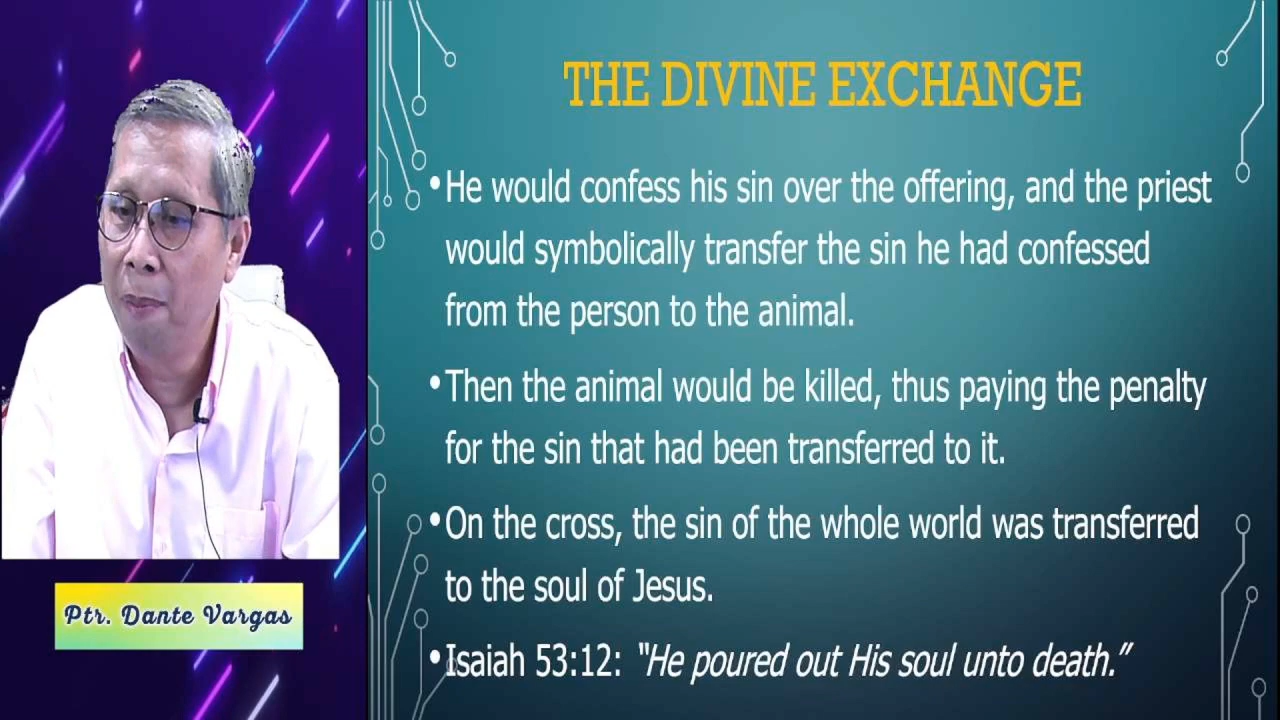 THE DIVINE EXCHANGE
•He would confess his sin over the offering, and the priest
would symbolically transfer the sin he had confessed
from the person to the animal.
•Then the animal would be killed, thus paying the penalty
for the sin that had been transferred to it.
•On the cross, the sin of the whole world was transferred
to the soul of Jesus.
•Isaiah 53:12: “He poured out His soul unto death.”
Ptr. Dante Vargas